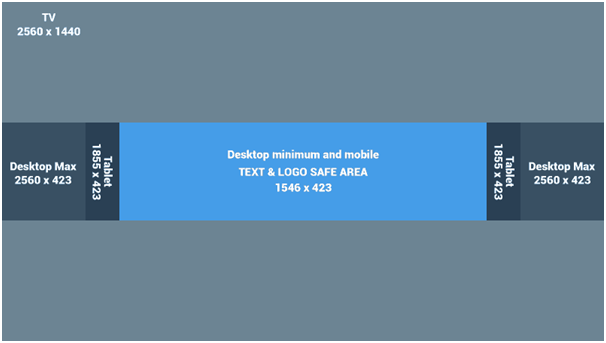 TV
2560 x 1440
Desktop Max
2560 x 423
Tablet
1855 x 423
Desktop minimum and mobile
TEXT & LOGO SAFE AREA
1546 x 423
Tablet
1855 x 423
Desktop Max
2560 x 423